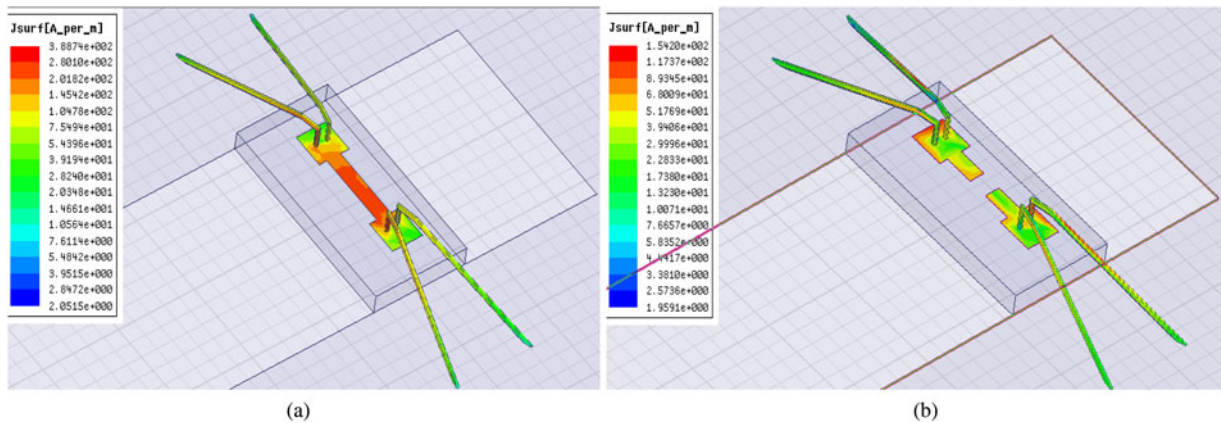 Jsurf[A_per_m]
3.8874e+002
2.8010e+002
2.0182e+002
1.4542e+002
1.0478e+002
7.5494e+001
5.4396e+001
3.9194e+001
2.8240e+001
2.0348e+001
1.4661e+001
1.0564e+001
7.6114e+000
5.4842e+000
3.9515e+000
2.8472e+000
2.0515e+000
Jsurf[A_per_m]
1.5420e+002
1.1737e+002
8.9345e+001
6.8009e+001
5.1769e+001
3.9406e+001
2.9996e+001
2.2833e+001
1.7380e+001
1.3230e+001
1.0071e+001
7.6657e+000
5.8352e+000
4.4417e+000
3.3810e+000
2.5736e+000
1.9591e+000
(a)
(b)